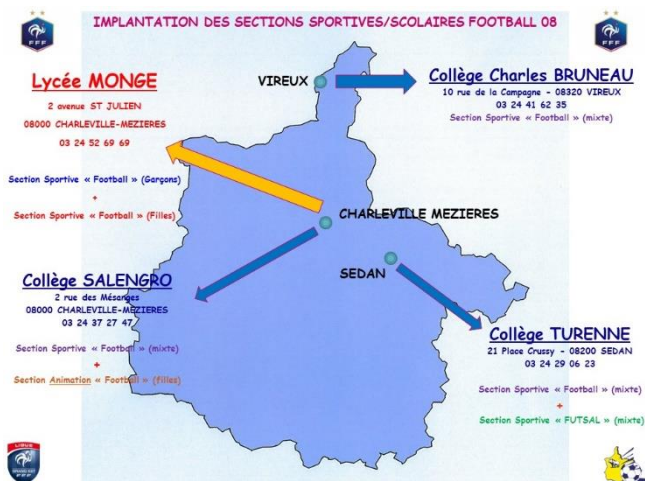 IMPLANTATION DES SECTIONS SPORTIVES/SCOLAIRES FOOTBALL 08
FFF
FFF
Lycée MONGE
2 avenue ST JULIEN
08000 CHARLEVILLE-MEZIERES
03 24 52 69 69
Section Sportive « Football » (Garçons)
+
Section Sportive « Football » (Filles)
VIREUX
Collège Charles BRUNEAU
10 rue de la Campagne - 08320 VIREUX
03 24 41 62 35
Section Sportive « Football » (mixte)
CHARLEVILLE MEZIERES
SEDAN
Collège SALENGRO
2 rue des Mésanges
08000 CHARLEVILLE-MEZIERES
03 24 37 27 47
Section Sportive « Football » (mixte)
+
Section Animation « Football » (filles)
Collège TURENNE
21 Place Crussy - 08200 SEDAN
03 24 29 06 23
Section Sportive « Football » (mixte)
+
Section Sportive « FUTSAL » (mixte)
LIGUE
FFF